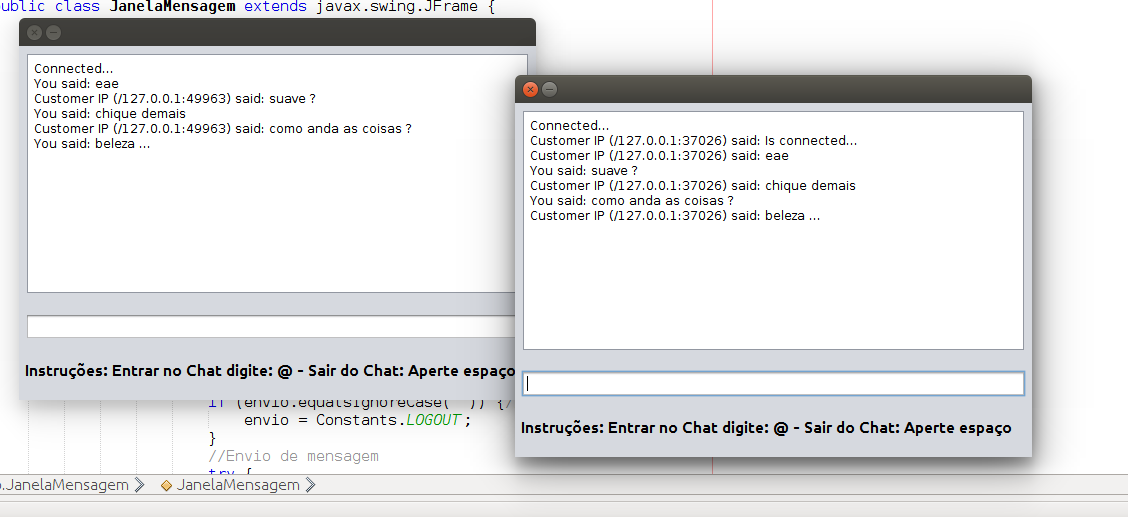 public class JanelaMensagem extends javax.swing.JFrame {
Connected...
You said: eae
Customer IP (/127.0.0.1:49963) said: suave ?
You said: chique demais
Customer IP (/127.0.0.1:49963) said: como anda as coisas ?
You said: beleza ...
Instruções: Entrar no Chat digite: @ - Sair do Chat: Aperte espaço
Connected...
Customer IP (/127.0.0.1:37026) said: Is connected...
Customer IP (/127.0.0.1:37026) said: eae
You said: suave ?
Customer IP (/127.0.0.1:37026) said: chique demais
You said: como anda as coisas ?
Customer IP (/127.0.0.1:37026) said: beleza ...
Instruções: Entrar no Chat digite: @ - Sair do Chat: Aperte espaço
if (envio.equalsIgnoreCase(" ")) {/
envio = Constants.LOGOUT;
}
//Envio de mensagem
try {
.JanelaMensagem
JanelaMensagem